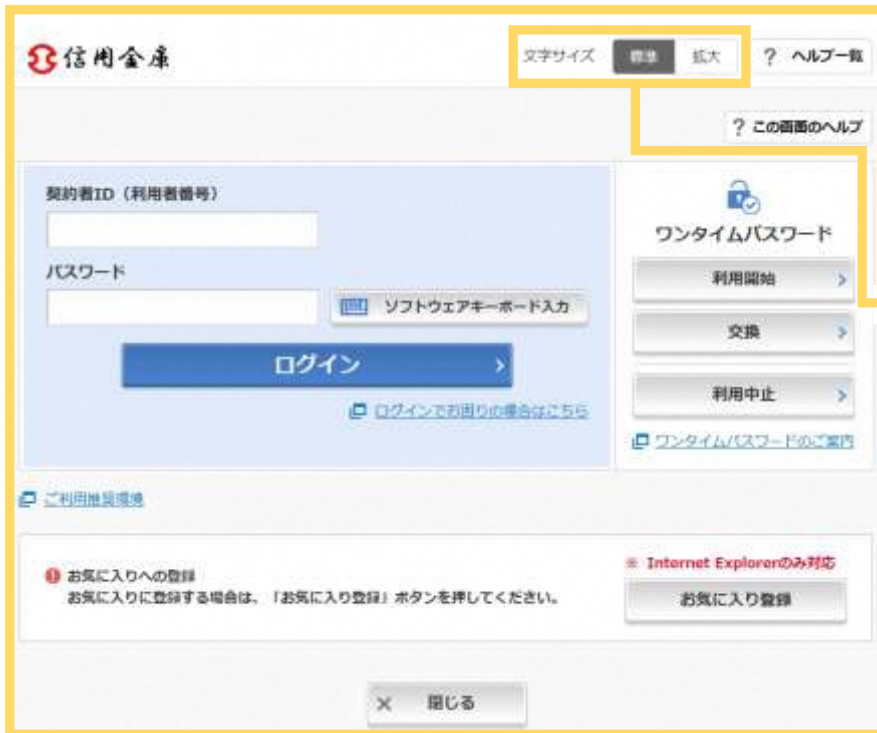 信用金庫
文字サイズ 標準 拡大 ? ヘルプ一覧
? この画面のヘルプ
契約者ID（利用者番号）
パスワード
ソフトウェアキーボード入力
ログイン
ログインでお困りの場合はこちら
ワンタイムパスワード
利用開始
交換
利用中止
ワンタイムパスワードのご案内
ご利用推奨環境
お気に入りへの登録
お気に入りに登録する場合は、「お気に入り登録」ボタンを押してください。
※ Internet Explorerのみ対応
お気に入り登録
× 閉じる